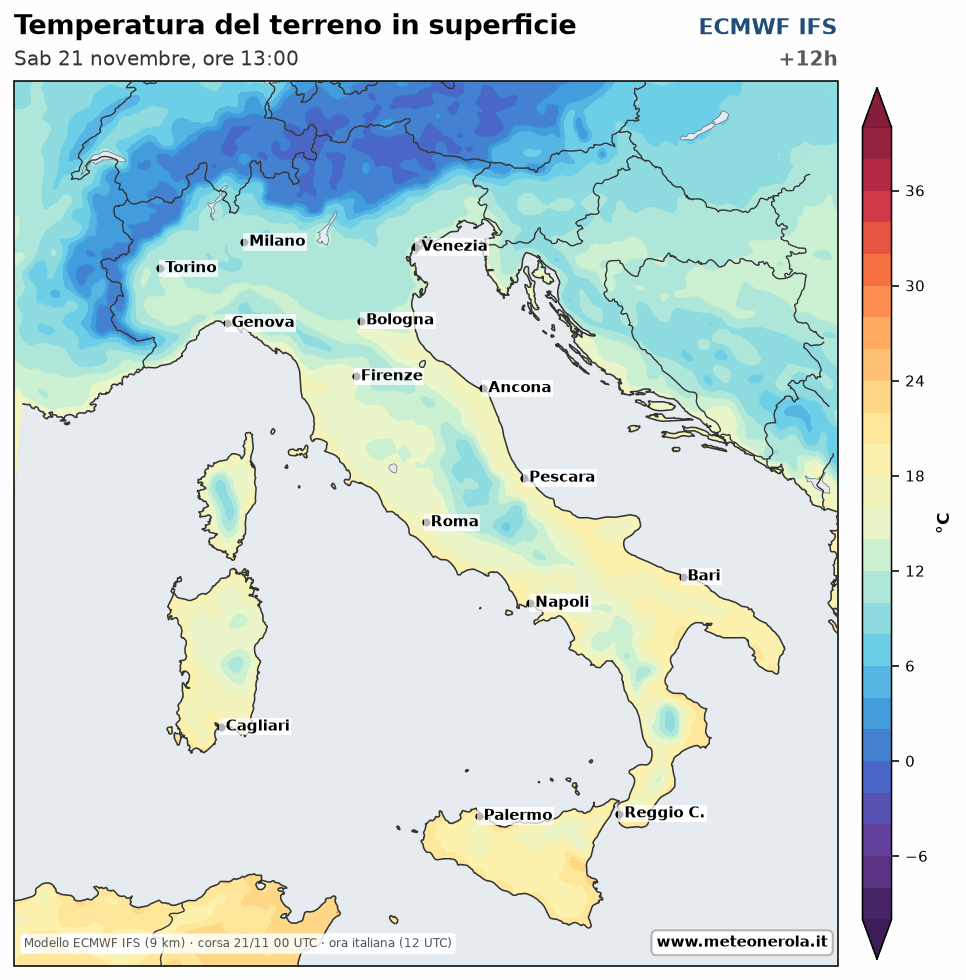 Temperatura del terreno in superficie
ECMWF IFS
Sab 21 novembre, ore 13:00
+12h
Milano
Venezia
Torino
Genova
Bologna
Firenze
Ancona
Pescara
Roma
Bari
Napoli
Cagliari
Palermo
Reggio C.
36
30
24
18
12
6
0
−6
°C
Modello ECMWF IFS (9 km) · corsa 21/11 00 UTC · ora italiana (12 UTC)
www.meteonerola.it